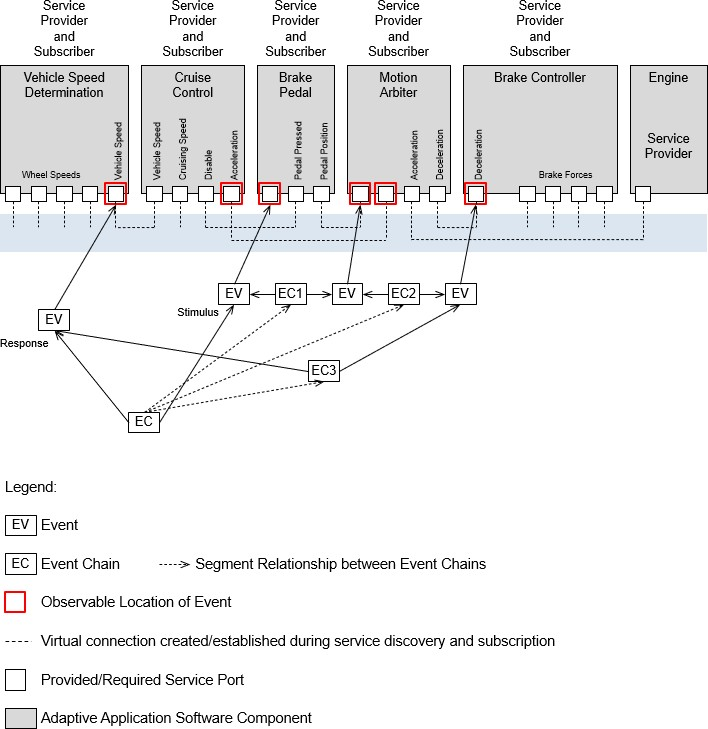 Service Provider and Subscriber
Service Provider and Subscriber
Service Provider and Subscriber
Service Provider and Subscriber
Service Provider and Subscriber
Vehicle Speed Determination
Cruise Control
Brake Pedal
Motion Arbiter
Brake Controller
Engine
Service Provider
Wheel Speeds
Vehicle Speed
Vehicle Speed
Cruising Speed
Disable
Acceleration
Pedal Pressed
Pedal Position
Acceleration
Deceleration
Deceleration
Brake Forces
EV
EC1
EV
EC2
EV
Stimulus
EV
Response
EC3
EC
Legend:
EV Event
EC Event Chain
Segment Relationship between Event Chains
Observable Location of Event
Virtual connection created/established during service discovery and subscription
Provided/Required Service Port
Adaptive Application Software Component